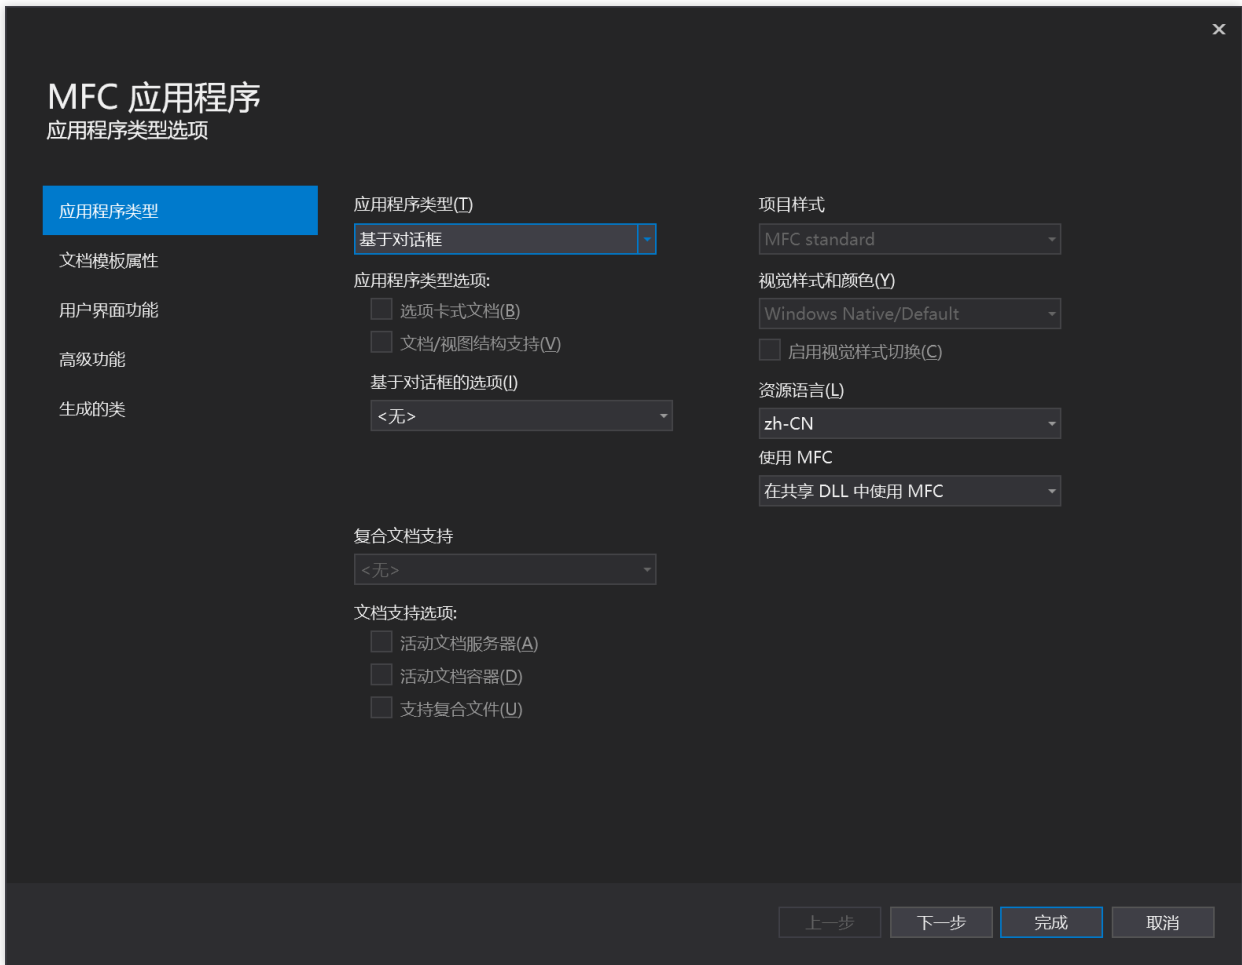 MFC 应用程序
应用程序类型选项
应用程序类型
文档模板属性
用户界面功能
高级功能
生成的类
应用程序类型(T)
基于对话框
应用程序类型选项:
选项卡式文档(B)
文档/视图结构支持(V)
基于对话框的选项(I)
<无>
复合文档支持
<无>
文档支持选项:
活动文档服务器(A)
活动文档容器(D)
支持复合文件(U)
项目样式
MFC standard
视觉样式和颜色(Y)
Windows Native/Default
启用视觉样式切换(C)
资源语言(L)
zh-CN
使用 MFC
在共享 DLL 中使用 MFC
上一步
下一步
完成
取消